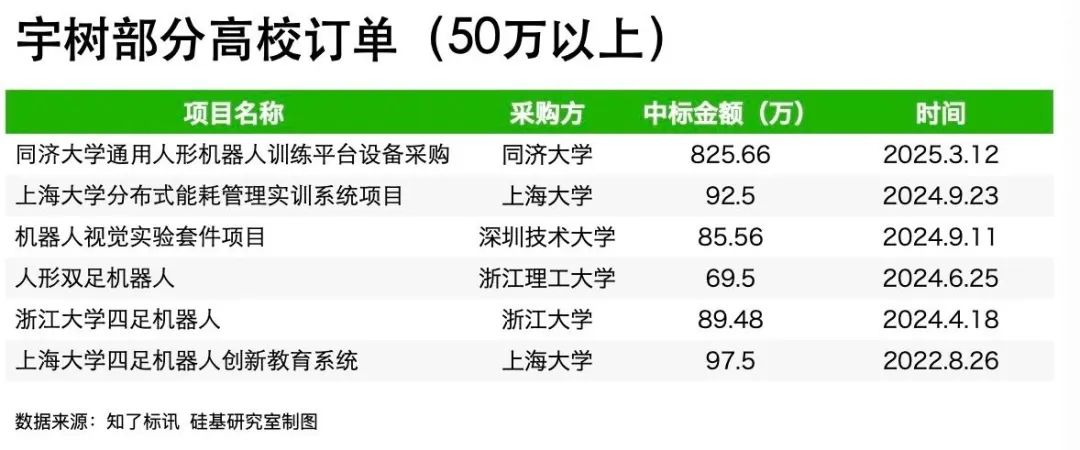 宇树部分高校订单（50万以上）
项目名称 采购方 中标金额（万） 时间
同济大学通用人形机器人训练平台设备采购 同济大学 825.66 2025.3.12
上海大学分布式能耗管理实训系统项目 上海大学 92.5 2024.9.23
机器人视觉实验套件项目 深圳技术大学 85.56 2024.9.11
人形双足机器人 浙江理工大学 69.5 2024.6.25
浙江大学四足机器人 浙江大学 89.48 2024.4.18
上海大学四足机器人创新教育系统 上海大学 97.5 2022.8.26
数据来源：知了标讯 硅基研究室制图